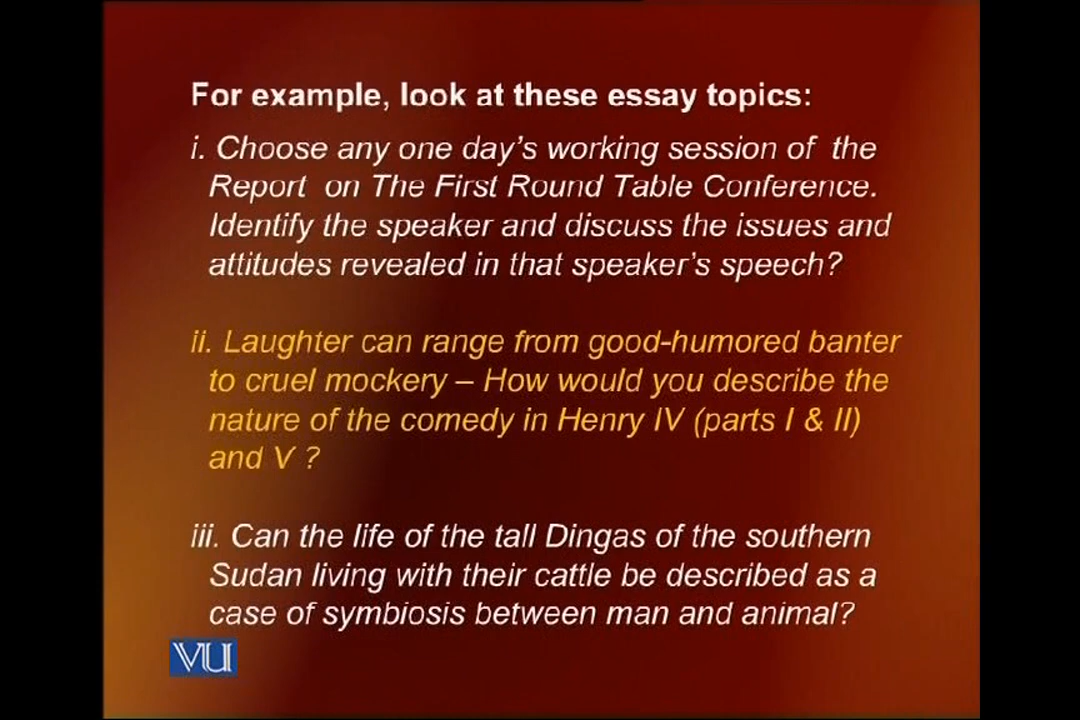 For example, look at these essay topics:
i. Choose any one day's working session of the
Report on The First Round Table Conference.
Identify the speaker and discuss the issues and
attitudes revealed in that speaker's speech?
ii. Laughter can range from good-humored banter
to cruel mockery – How would you describe the
nature of the comedy in Henry IV (parts I & II)
and V ?
iii. Can the life of the tall Dingas of the southern
Sudan living with their cattle be described as a
case of symbiosis between man and animal?
VU